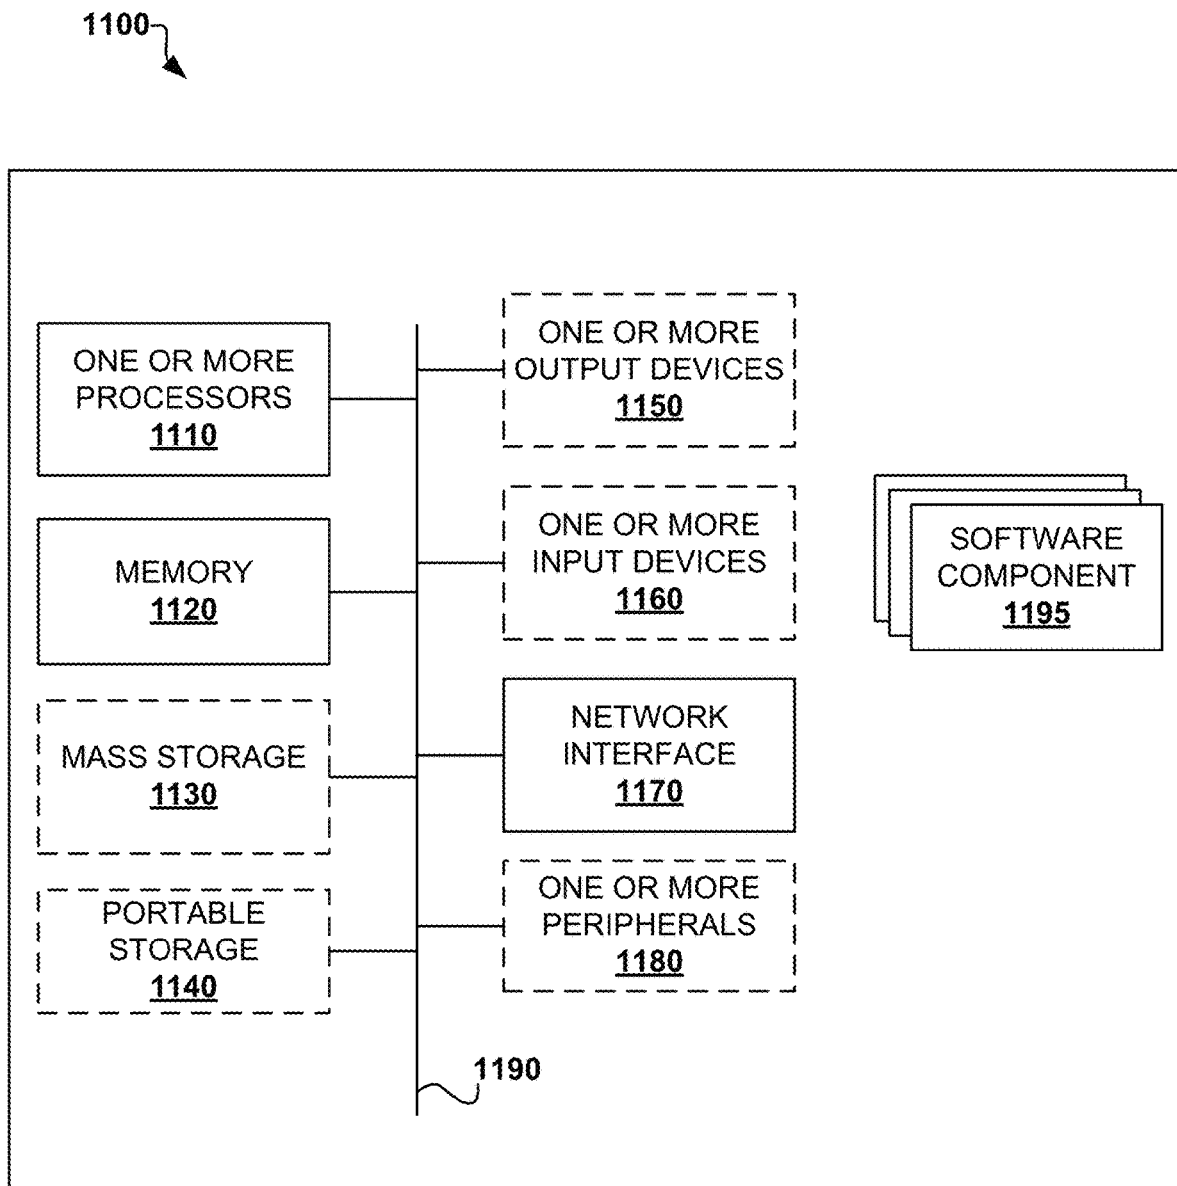 1100
ONE OR MORE
PROCESSORS
1110
MEMORY
1120
MASS STORAGE
1130
PORTABLE
STORAGE
1140
ONE OR MORE
OUTPUT DEVICES
1150
ONE OR MORE
INPUT DEVICES
1160
NETWORK
INTERFACE
1170
ONE OR MORE
PERIPHERALS
1180
1190
SOFTWARE
COMPONENT
1195